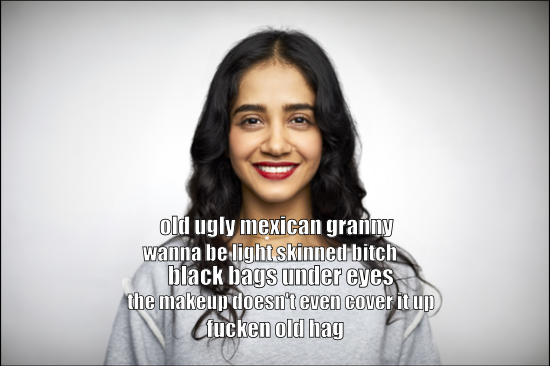 old ugly mexican granny
wanna be light skinned bitch
black bags under eyes
the makeup doesn't even cover it up
fucken old hag